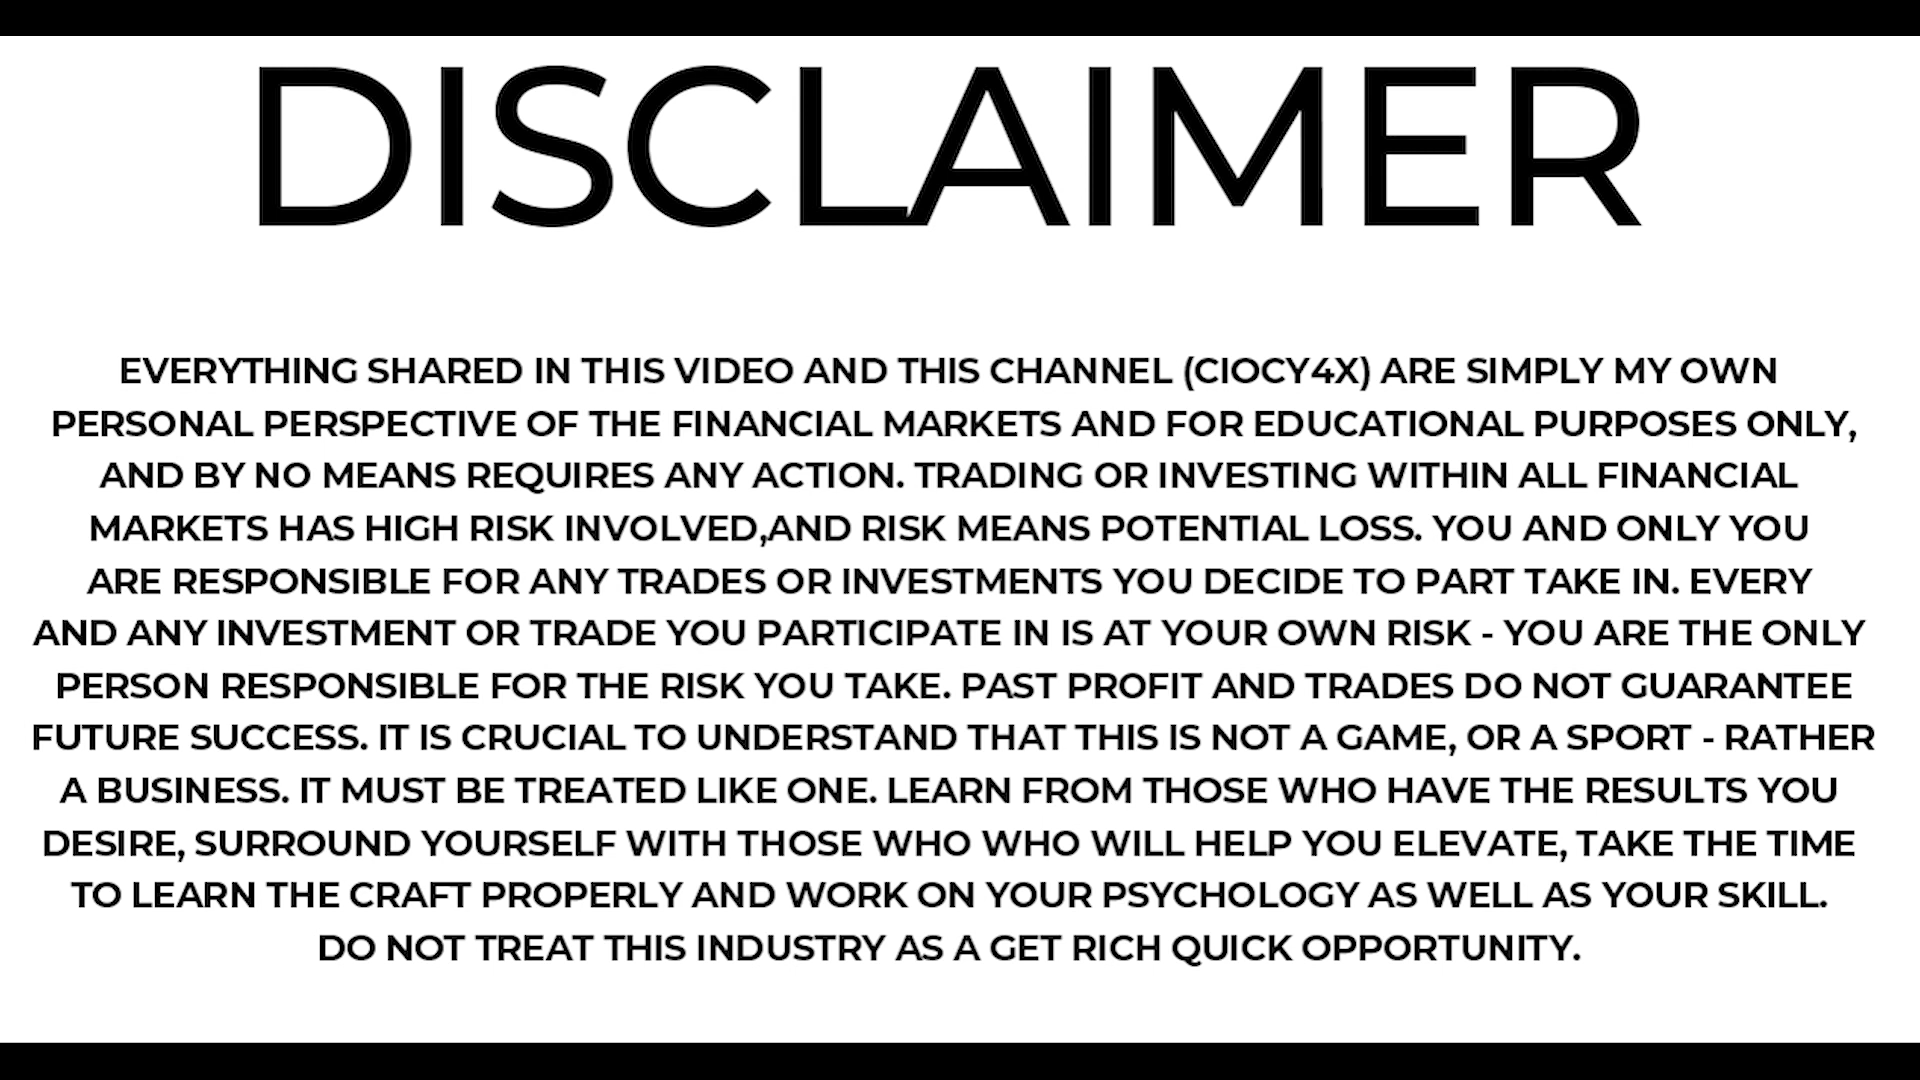 DISCLAIMER
EVERYTHING SHARED IN THIS VIDEO AND THIS CHANNEL (CIOCY4X) ARE SIMPLY MY OWN
PERSONAL PERSPECTIVE OF THE FINANCIAL MARKETS AND FOR EDUCATIONAL PURPOSES ONLY,
AND BY NO MEANS REQUIRES ANY ACTION. TRADING OR INVESTING WITHIN ALL FINANCIAL
MARKETS HAS HIGH RISK INVOLVED,AND RISK MEANS POTENTIAL LOSS. YOU AND ONLY YOU
ARE RESPONSIBLE FOR ANY TRADES OR INVESTMENTS YOU DECIDE TO PART TAKE IN. EVERY
AND ANY INVESTMENT OR TRADE YOU PARTICIPATE IN IS AT YOUR OWN RISK - YOU ARE THE ONLY
PERSON RESPONSIBLE FOR THE RISK YOU TAKE. PAST PROFIT AND TRADES DO NOT GUARANTEE
FUTURE SUCCESS. IT IS CRUCIAL TO UNDERSTAND THAT THIS IS NOT A GAME, OR A SPORT - RATHER
A BUSINESS. IT MUST BE TREATED LIKE ONE. LEARN FROM THOSE WHO HAVE THE RESULTS YOU
DESIRE, SURROUND YOURSELF WITH THOSE WHO WHO WILL HELP YOU ELEVATE, TAKE THE TIME
TO LEARN THE CRAFT PROPERLY AND WORK ON YOUR PSYCHOLOGY AS WELL AS YOUR SKILL.
DO NOT TREAT THIS INDUSTRY AS A GET RICH QUICK OPPORTUNITY.